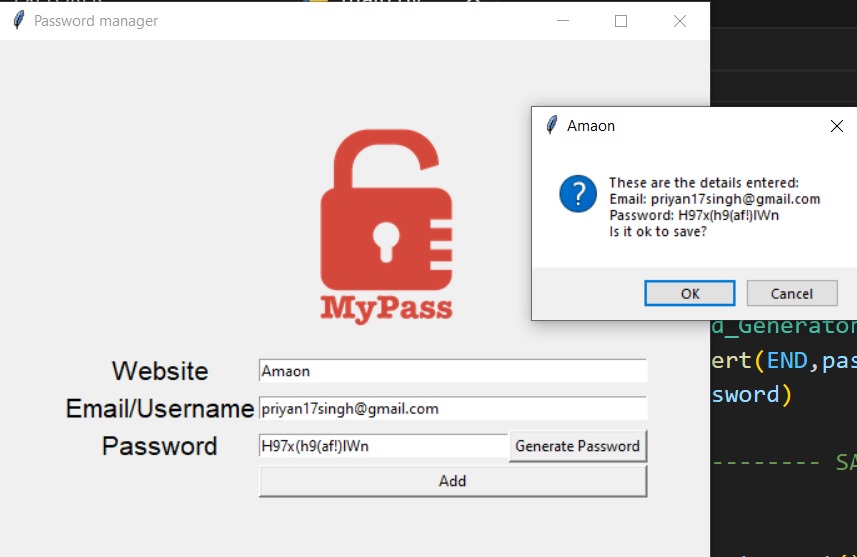 Password manager
Amaon
These are the details entered:
Email: priyan17singh@gmail.com
Password: H97x(h9(af!)IWn
Is it ok to save?
OK
Cancel
MyPass
Website
Amaon
Email/Username
priyan17singh@gmail.com
Password
H97x(h9(af!)IWn
Generate Password
Add
d_Generator
ert(END,pas
sword)
-------- SA